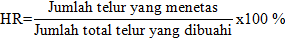 Jumlah telur yang menetas
HR=
x100 %
Jumlah total telur yang dibuahi